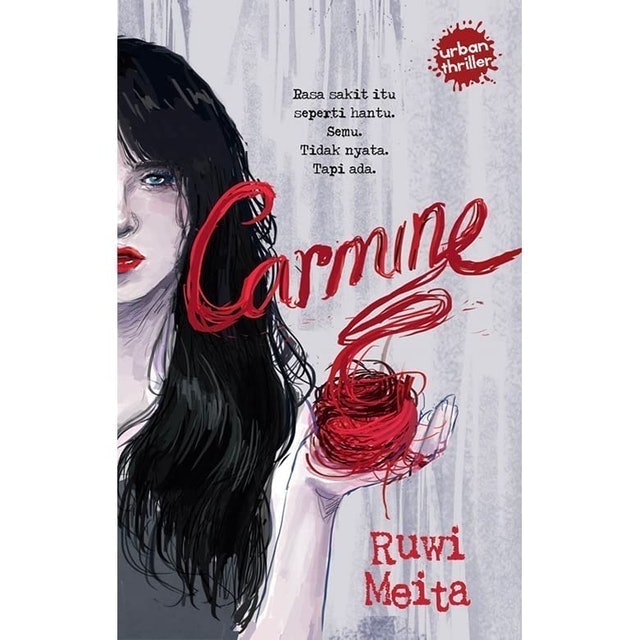 urban
thriller
Rasa sakit itu
seperti hantu.
Semu.
Tidak nyata.
Tapi ada.
Carmine
Ruwi
Meita